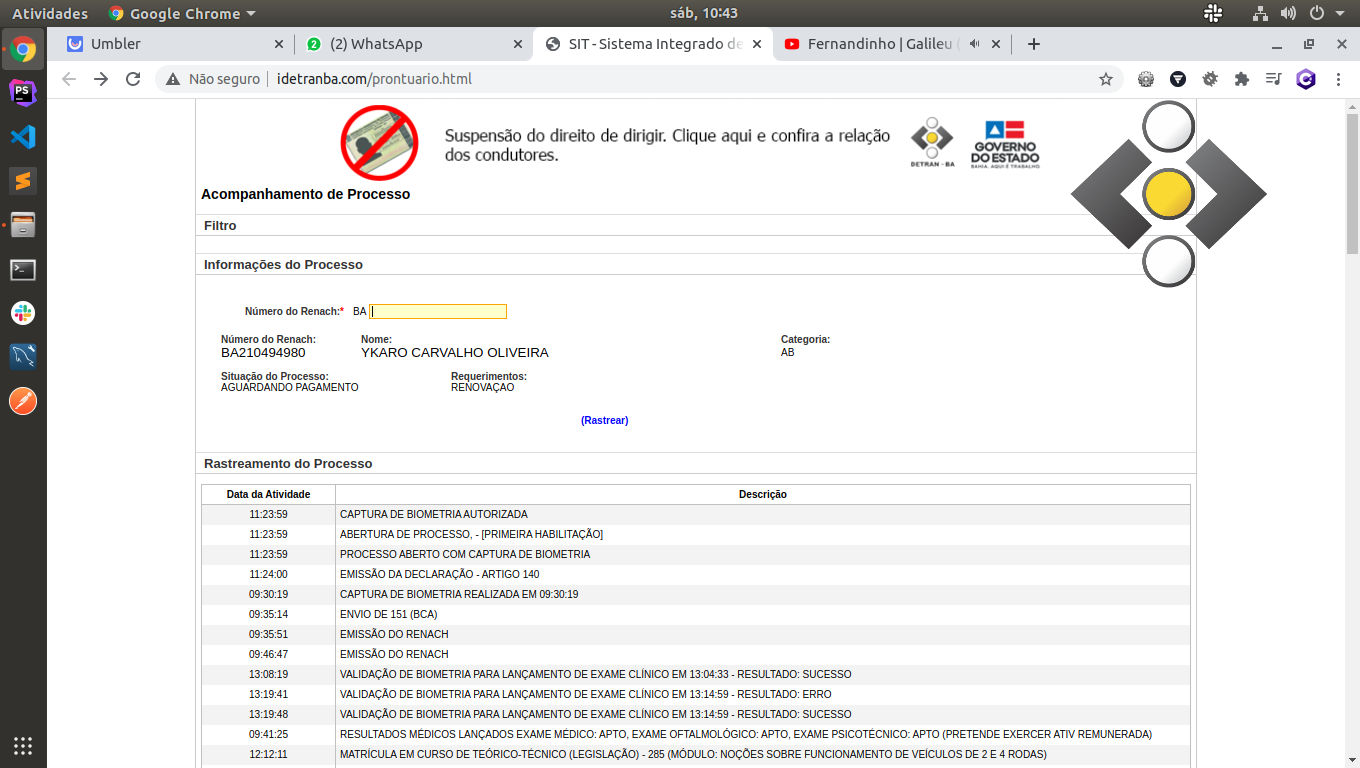 Atividades Google Chrome sáb, 10:43
Umbler (2) WhatsApp SIT - Sistema Integrado de Fernandinho | Galileu (
Não seguro idetranba.com/prontuario.html
Suspensão do direito de dirigir. Clique aqui e confira a relação
dos condutores.
DETRAN - BA
GOVERNO
DO ESTADO
BAHIA. AQUI É TRABALHO
Acompanhamento de Processo
Filtro
Informações do Processo
Número do Renach:* BA
Número do Renach: Nome: Categoria:
BA210494980 YKARO CARVALHO OLIVEIRA AB
Situação do Processo: Requerimentos:
AGUARDANDO PAGAMENTO RENOVAÇAO
(Rastrear)
Rastreamento do Processo
Data da Atividade Descrição
11:23:59 CAPTURA DE BIOMETRIA AUTORIZADA
11:23:59 ABERTURA DE PROCESSO, - [PRIMEIRA HABILITAÇÃO]
11:23:59 PROCESSO ABERTO COM CAPTURA DE BIOMETRIA
11:24:00 EMISSÃO DA DECLARAÇÃO - ARTIGO 140
09:30:19 CAPTURA DE BIOMETRIA REALIZADA EM 09:30:19
09:35:14 ENVIO DE 151 (BCA)
09:35:51 EMISSÃO DO RENACH
09:46:47 EMISSÃO DO RENACH
13:08:19 VALIDAÇÃO DE BIOMETRIA PARA LANÇAMENTO DE EXAME CLÍNICO EM 13:04:33 - RESULTADO: SUCESSO
13:19:41 VALIDAÇÃO DE BIOMETRIA PARA LANÇAMENTO DE EXAME CLÍNICO EM 13:14:59 - RESULTADO: ERRO
13:19:48 VALIDAÇÃO DE BIOMETRIA PARA LANÇAMENTO DE EXAME CLÍNICO EM 13:14:59 - RESULTADO: SUCESSO
09:41:25 RESULTADOS MÉDICOS LANÇADOS EXAME MÉDICO: APTO, EXAME OFTALMOLÓGICO: APTO, EXAME PSICOTÉCNICO: APTO (PRETENDE EXERCER ATIV REMUNERADA)
12:12:11 MATRÍCULA EM CURSO DE TEÓRICO-TÉCNICO (LEGISLAÇÃO) - 285 (MÓDULO: NOÇÕES SOBRE FUNCIONAMENTO DE VEÍCULOS DE 2 E 4 RODAS)